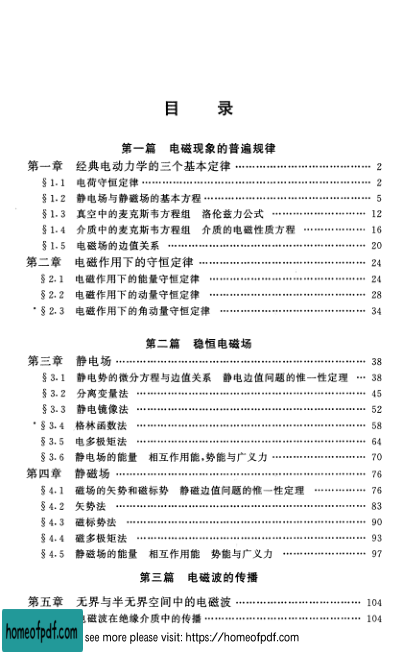 目 录
第一篇 电磁现象的普遍规律
第一章 经典电动力学的三个基本定律 …… 2
§1.1 电荷守恒定律 …… 2
§1.2 静电场与静磁场的基本方程 …… 5
§1.3 真空中的麦克斯韦方程组 洛伦兹力公式 …… 12
§1.4 介质中的麦克斯韦方程组 介质的电磁性质方程 …… 16
§1.5 电磁场的边值关系 …… 20
第二章 电磁作用下的守恒定律 …… 24
§2.1 电磁作用下的能量守恒定律 …… 24
§2.2 电磁作用下的动量守恒定律 …… 28
*§2.3 电磁作用下的角动量守恒定律 …… 34
第二篇 稳恒电磁场
第三章 静电场 …… 38
§3.1 静电势的微分方程与边值关系 静电边值问题的惟一性定理 … 38
§3.2 分离变量法 …… 45
§3.3 静电镜像法 …… 52
*§3.4 格林函数法 …… 58
§3.5 电多极矩法 …… 64
§3.6 静电场的能量 相互作用能,势能与广义力 …… 70
第四章 静磁场 …… 76
§4.1 磁场的矢势和磁标势 静磁边值问题的惟一性定理 …… 76
§4.2 矢势法 …… 83
§4.3 磁标势法 …… 90
§4.4 磁多极矩法 …… 93
§4.5 静磁场的能量 相互作用能 势能与广义力 …… 97
第三篇 电磁波的传播
第五章 无界与半无界空间中的电磁波 …… 104
电磁波在绝缘介质中的传播 …… 104
homeofpdf.com
see more please visit: https://homeofpdf.com